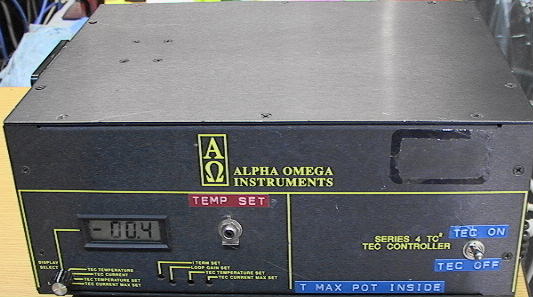 ΑΩ
ALPHA OMEGA
INSTRUMENTS
TEMP SET
-00.4
DISPLAY
SELECT
TEC TEMPERATURE
TEC CURRENT
TEC TEMPERATURE SET
TEC CURRENT MAX SET
I TERM SET
LOOP GAIN SET
TEC TEMPERATURE SET
TEC CURRENT MAX SET
SERIES 4 TC²
TEC CONTROLLER
TEC ON
TEC OFF
T MAX POT INSIDE